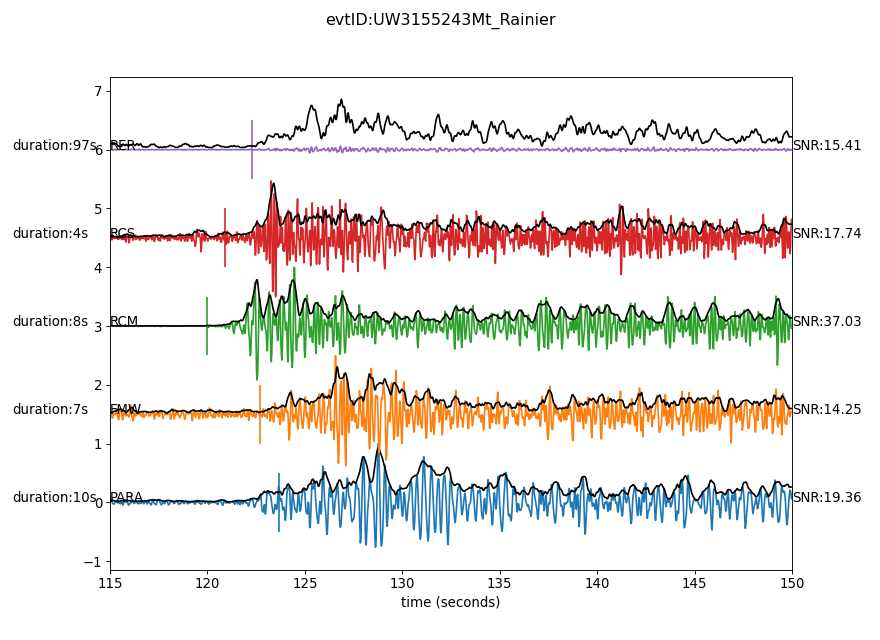 evtID:UW3155243Mt_Rainier
7
duration:97s RER 6 SNR:15.41
5
duration:4s RCS SNR:17.74
4
duration:8s RCM 3 SNR:37.03
2
duration:7s FMW SNR:14.25
1
duration:10s PARA 0 SNR:19.36
−1
115 120 125 130 135 140 145 150
time (seconds)